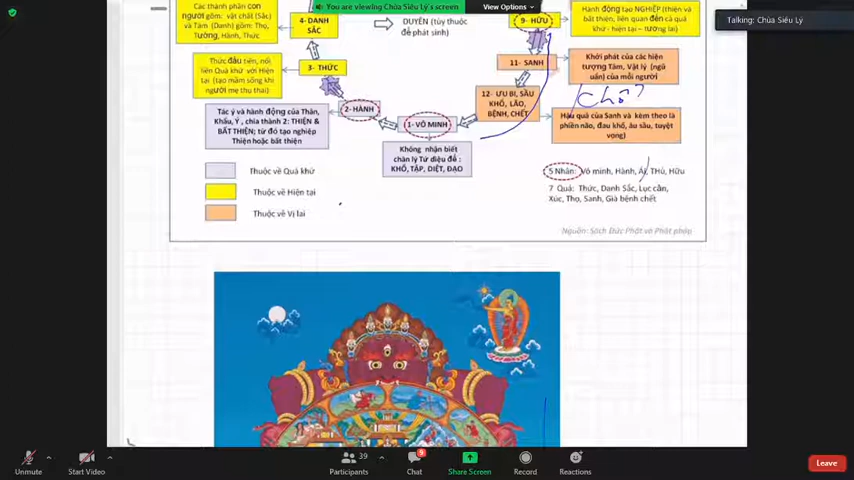 You are viewing Chùa Siêu Lý's screen
View Options
Talking: Chùa Siêu Lý
Các thành phần con
người gồm: vật chất (Sắc)
và Tâm (Danh) gồm: Thọ,
Tưởng, Hành, Thức
4- DANH
SẮC
DUYÊN (tùy thuộc
để phát sinh)
9- HỮU
Hành động tạo NGHIỆP (thiện và
bất thiện, liên quan đến cả quá
khứ - hiện tại – tương lai)
Thức đầu tiên, nối
liền Quá khứ với Hiện
tại (tạo mầm sống khi
người mẹ thụ thai)
3- THỨC
11- SANH
Khởi phát của các hiện
tượng Tâm, Vật lý (ngũ
uẩn) của mỗi người
2- HÀNH
Tác ý và hành động của Thân,
Khẩu, Ý , chia thành 2: THIỆN &
BẤT THIỆN; từ đó tạo nghiệp
Thiện hoặc bất thiện
1- VÔ MINH
12- ƯU BI, SẦU
KHỔ, LÃO,
BỆNH, CHẾT
Hậu quả của Sanh và kèm theo là
phiền não, đau khổ, âu sầu, tuyệt
vọng)
Không nhận biết
chân lý Tứ diệu đế :
KHỔ, TẬP, DIỆT, ĐẠO
Thuộc về Quá khứ
Thuộc về Hiện tại
Thuộc về Vị lai
5 Nhân: Vô minh, Hành, Ái, THủ, Hữu
7 Quả: Thức, Danh Sắc, Lục căn,
Xúc, Thọ, Sanh, Già bệnh chết
Nguồn: Sách Đức Phật và Phật pháp
Unmute
Start Video
39
Participants
9
Chat
Share Screen
Record
Reactions
Leave